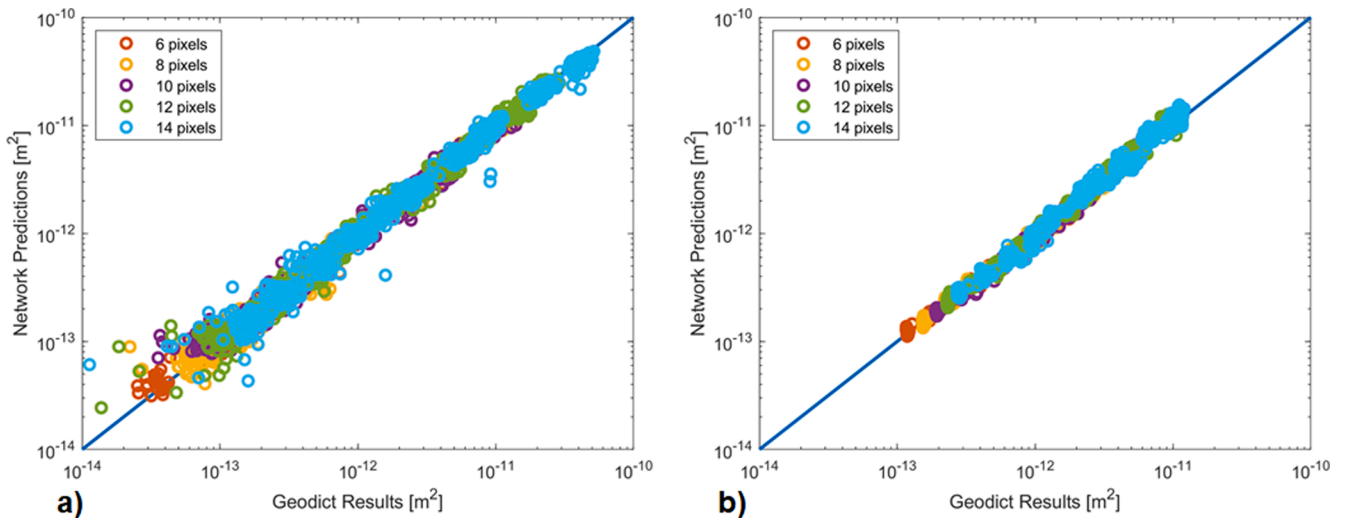 10^-10
10^-11
10^-12
10^-13
10^-14
Network Predictions [m^2]
6 pixels
8 pixels
10 pixels
12 pixels
14 pixels
10^-14
10^-13
10^-12
10^-11
10^-10
Geodict Results [m^2]
a)
10^-10
10^-11
10^-12
10^-13
10^-14
Network Predictions [m^2]
6 pixels
8 pixels
10 pixels
12 pixels
14 pixels
10^-14
10^-13
10^-12
10^-11
10^-10
Geodict Results [m^2]
b)